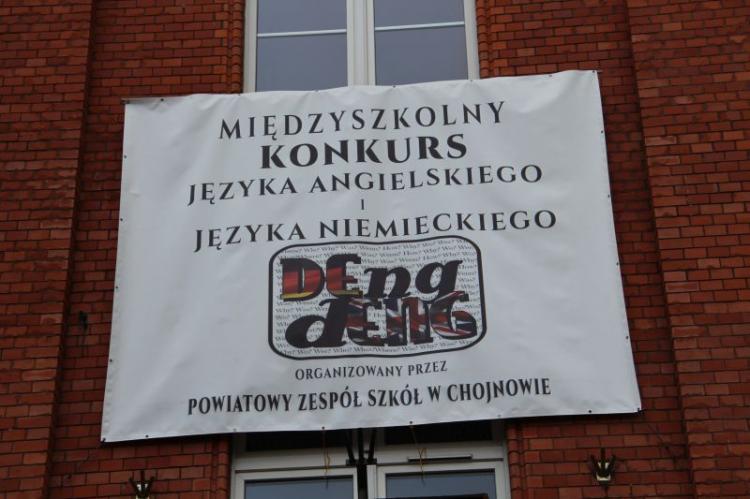 MIĘDZYSZKOLNY
KONKURS
JĘZYKA ANGIELSKIEGO
I
JĘZYKA NIEMIECKIEGO
DEng
dENG
ORGANIZOWANY PRZEZ
POWIATOWY ZESPÓŁ SZKÓŁ W CHOJNOWIE